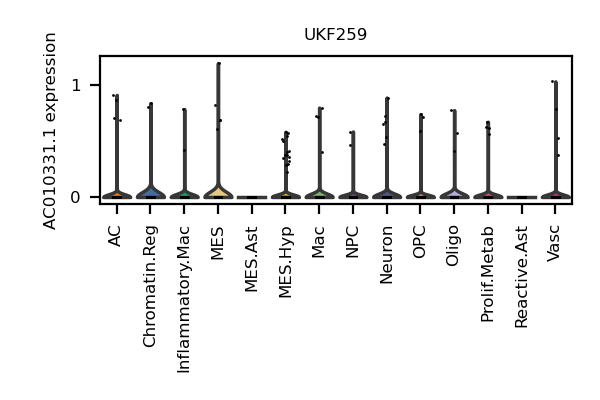 UKF259
AC010331.1 expression
1
0
AC
Chromatin.Reg
Inflammatory.Mac
MES
MES.Ast
MES.Hyp
Mac
NPC
Neuron
OPC
Oligo
Prolif.Metab
Reactive.Ast
Vasc